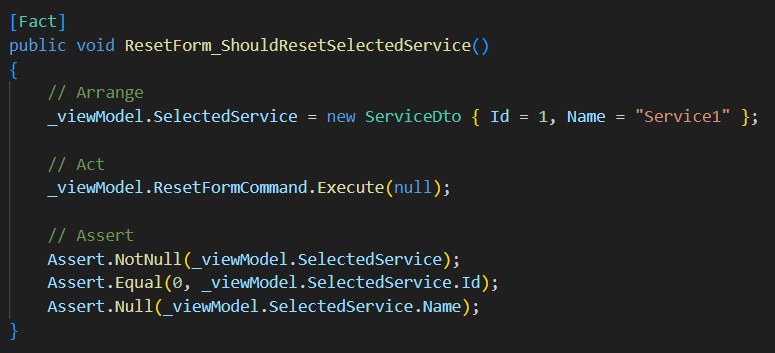 [Fact]
public void ResetForm_ShouldResetSelectedService()
{
    // Arrange
    _viewModel.SelectedService = new ServiceDto { Id = 1, Name = "Service1" };

    // Act
    _viewModel.ResetFormCommand.Execute(null);

    // Assert
    Assert.NotNull(_viewModel.SelectedService);
    Assert.Equal(0, _viewModel.SelectedService.Id);
    Assert.Null(_viewModel.SelectedService.Name);
}